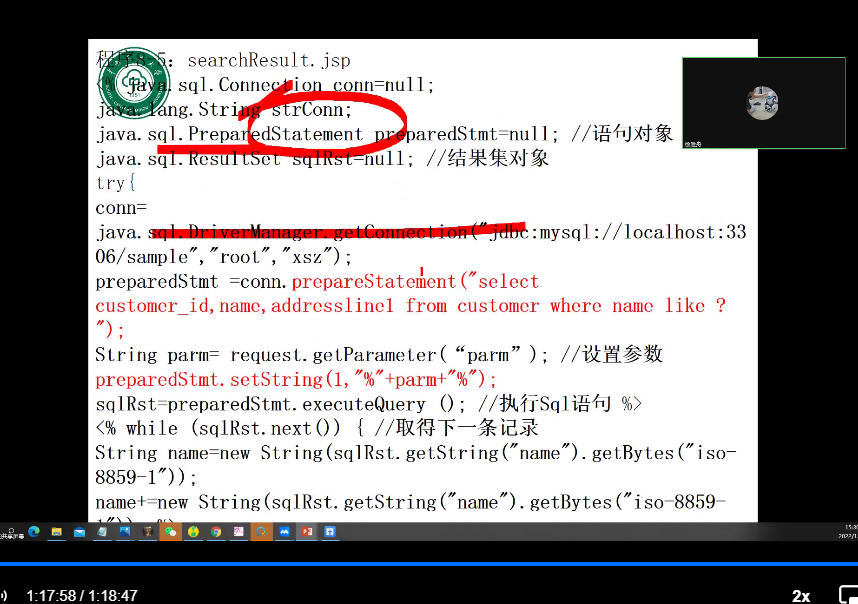 程序8.5：searchResult.jsp
<% java.sql.Connection conn=null;
java.lang.String strConn;
java.sql.PreparedStatement preparedStmt=null; //语句对象
java.sql.ResultSet sqlRst=null; //结果集对象
try{
conn=
java.sql.DriverManager.getConnection("jdbc:mysql://localhost:33
06/sample","root","xsz");
preparedStmt =conn.prepareStatement("select
customer_id,name,addressline1 from customer where name like ?
");
String parm= request.getParameter(“parm”); //设置参数
preparedStmt.setString(1,"%"+parm+"%");
sqlRst=preparedStmt.executeQuery (); //执行Sql语句 %>
<% while (sqlRst.next()) { //取得下一条记录
String name=new String(sqlRst.getString("name").getBytes("iso-
8859-1"));
name+=new String(sqlRst.getString("name").getBytes("iso-8859-
15:30
1:17:58 / 1:18:47
2x